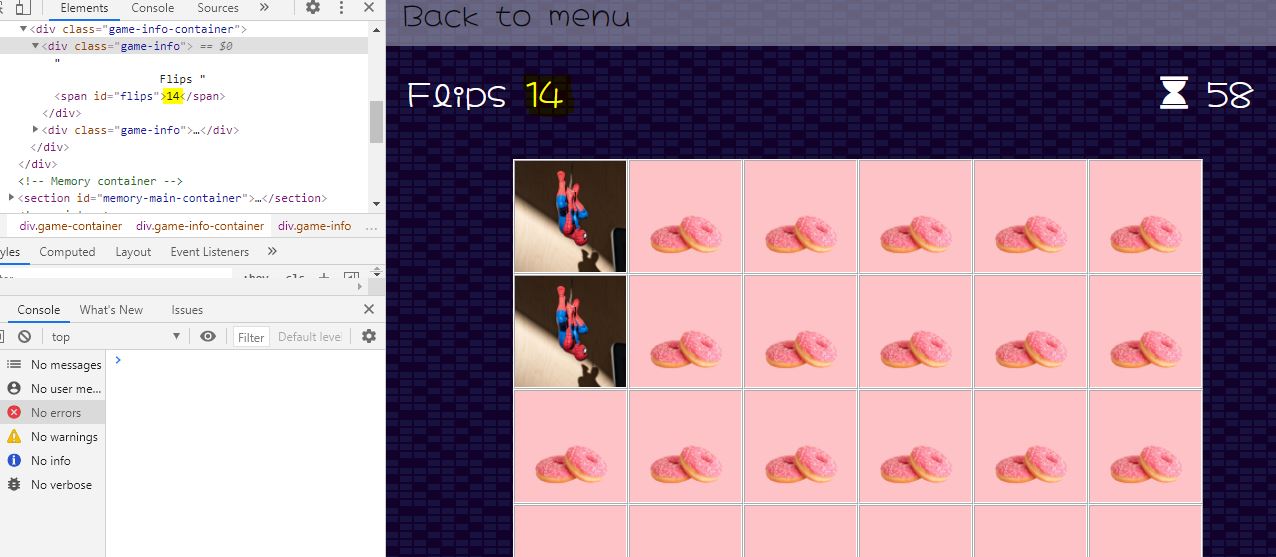 Elements Console Sources »
<div class="game-info-container">
<div class="game-info"> == $0
"
Flips "
<span id="flips">14</span>
</div>
<div class="game-info">…</div>
</div>
</div>
<!-- Memory container -->
<section id="memory-main-container">…</section>
div.game-container div.game-info-container div.game-info ...
yles Computed Layout Event Listeners »
:hov .cls +
Console What's New Issues
top Filter Default level
No messages
No user me...
No errors
No warnings
No info
No verbose
Back to menu
Flips 14
58